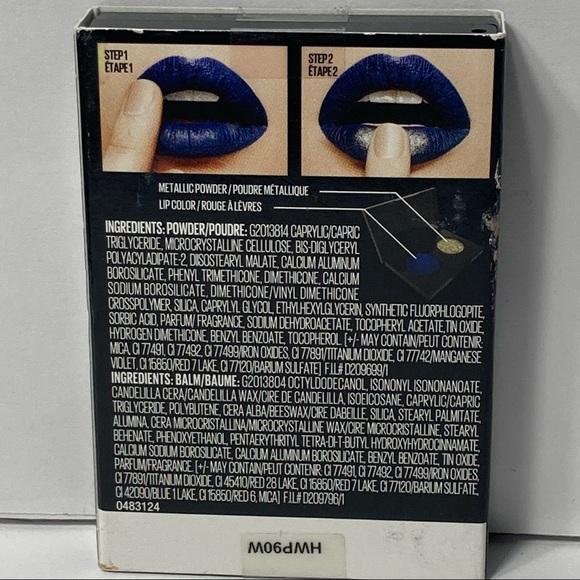 STEP 1
ÉTAPE 1
STEP 2
ÉTAPE 2
METALLIC POWDER / POUDRE MÉTALLIQUE
LIP COLOR / ROUGE À LÈVRES
INGREDIENTS: POWDER/POUDRE: G2013814 CAPRYLIC/CAPRIC
TRIGLYCERIDE, MICROCRYSTALLINE CELLULOSE, BIS-DIGLYCERYL
POLYACYLADIPATE-2, DIISOSTEARYL MALATE, CALCIUM ALUMINUM
BOROSILICATE, PHENYL TRIMETHICONE, DIMETHICONE, CALCIUM
SODIUM BOROSILICATE, DIMETHICONE/VINYL DIMETHICONE
CROSSPOLYMER, SILICA, CAPRYLYL GLYCOL, ETHYLHEXYLGLYCERIN, SYNTHETIC FLUORPHLOGOPITE,
SORBIC ACID, PARFUM/ FRAGRANCE, SODIUM DEHYDROACETATE, TOCOPHERYL ACETATE, TIN OXIDE,
HYDROGEN DIMETHICONE, BENZYL BENZOATE, TOCOPHEROL. [+/- MAY CONTAIN/PEUT CONTENIR:
MICA, CI 77491, CI 77492, CI 77499/IRON OXIDES, CI 77891/TITANIUM DIOXIDE, CI 77742/MANGANESE
VIOLET, CI 15850/RED 7 LAKE, CI 77120/BARIUM SULFATE] F.I.L# D209699/1
INGREDIENTS: BALM/BAUME: G2013804 OCTYLDODECANOL, ISONONYL ISONONANOATE,
CANDELILLA CERA/CANDELILLA WAX/CIRE DE CANDELILLA, ISOEICOSANE, CAPRYLIC/CAPRIC
TRIGLYCERIDE, POLYBUTENE, CERA ALBA/BEESWAX/CIRE DABEILLE, SILICA, STEARYL PALMITATE,
ALUMINA, CERA MICROCRISTALLINA/MICROCRYSTALLINE WAX/CIRE MICROCRISTALLINE, STEARYL
BEHENATE, PHENOXYETHANOL, PENTAERYTHRITYL TETRA-DI-T-BUTYL HYDROXYHYDROCINNAMATE,
CALCIUM SODIUM BOROSILICATE, CALCIUM ALUMINUM BOROSILICATE, BENZYL BENZOATE, TIN OXIDE,
PARFUM/FRAGRANCE. [+/- MAY CONTAIN/PEUT CONTENIR: CI 77491, CI 77492, CI 77499/IRON OXIDES,
CI 77891/TITANIUM DIOXIDE, CI 45410/RED 28 LAKE, CI 15850/RED 7 LAKE, CI 77120/BARIUM SULFATE,
CI 42090/BLUE 1 LAKE, CI 15850/RED 6, MICA] F.I.L# D209796/1
0483124
HWP90W